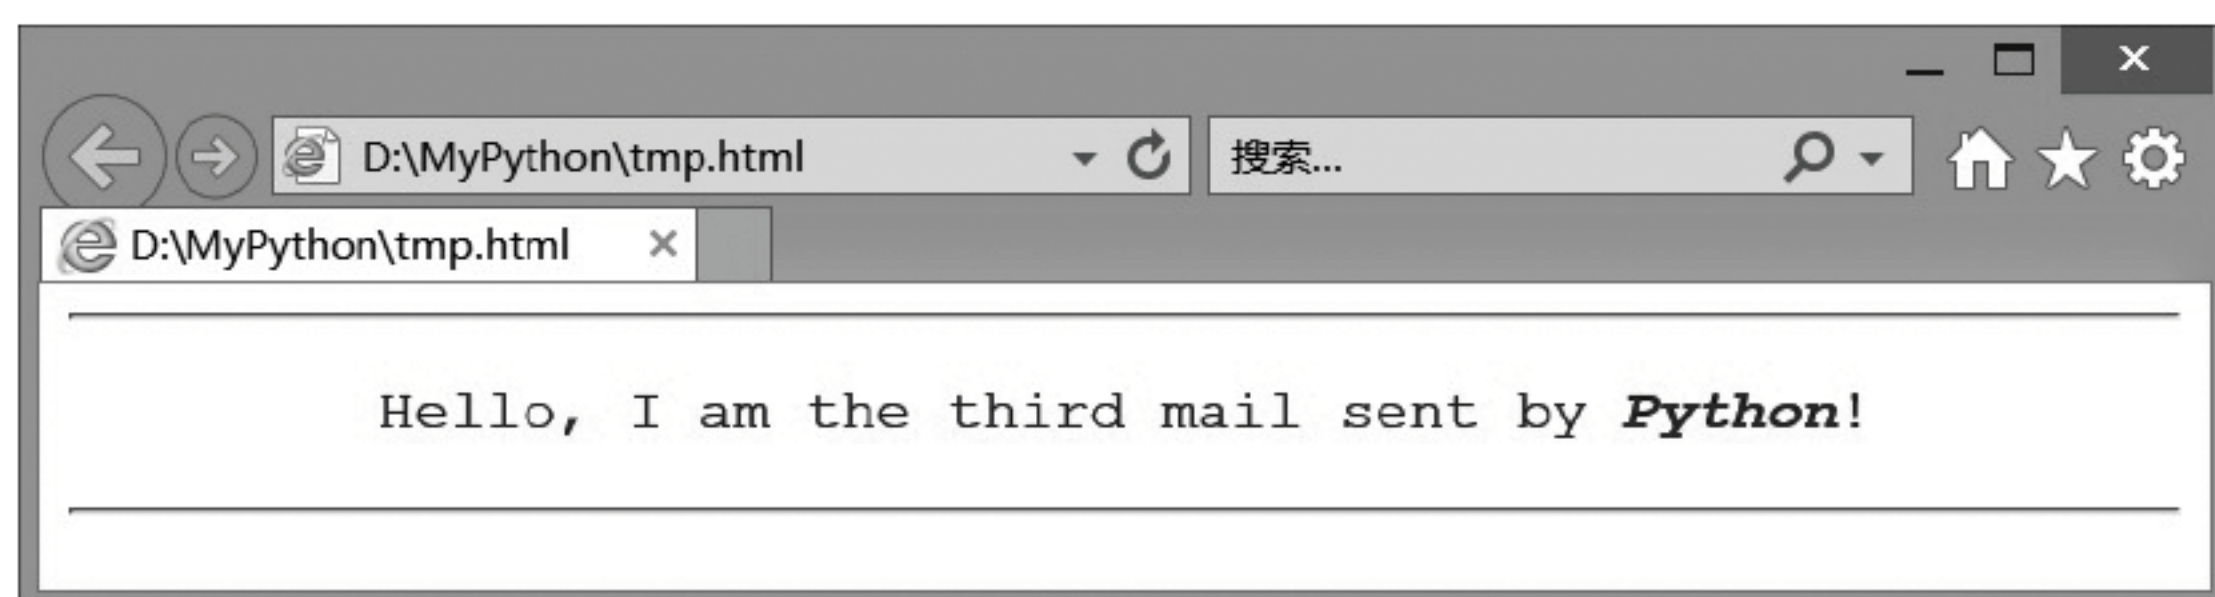 D:\MyPython\tmp.html
搜索...
D:\MyPython\tmp.html
Hello, I am the third mail sent by Python!